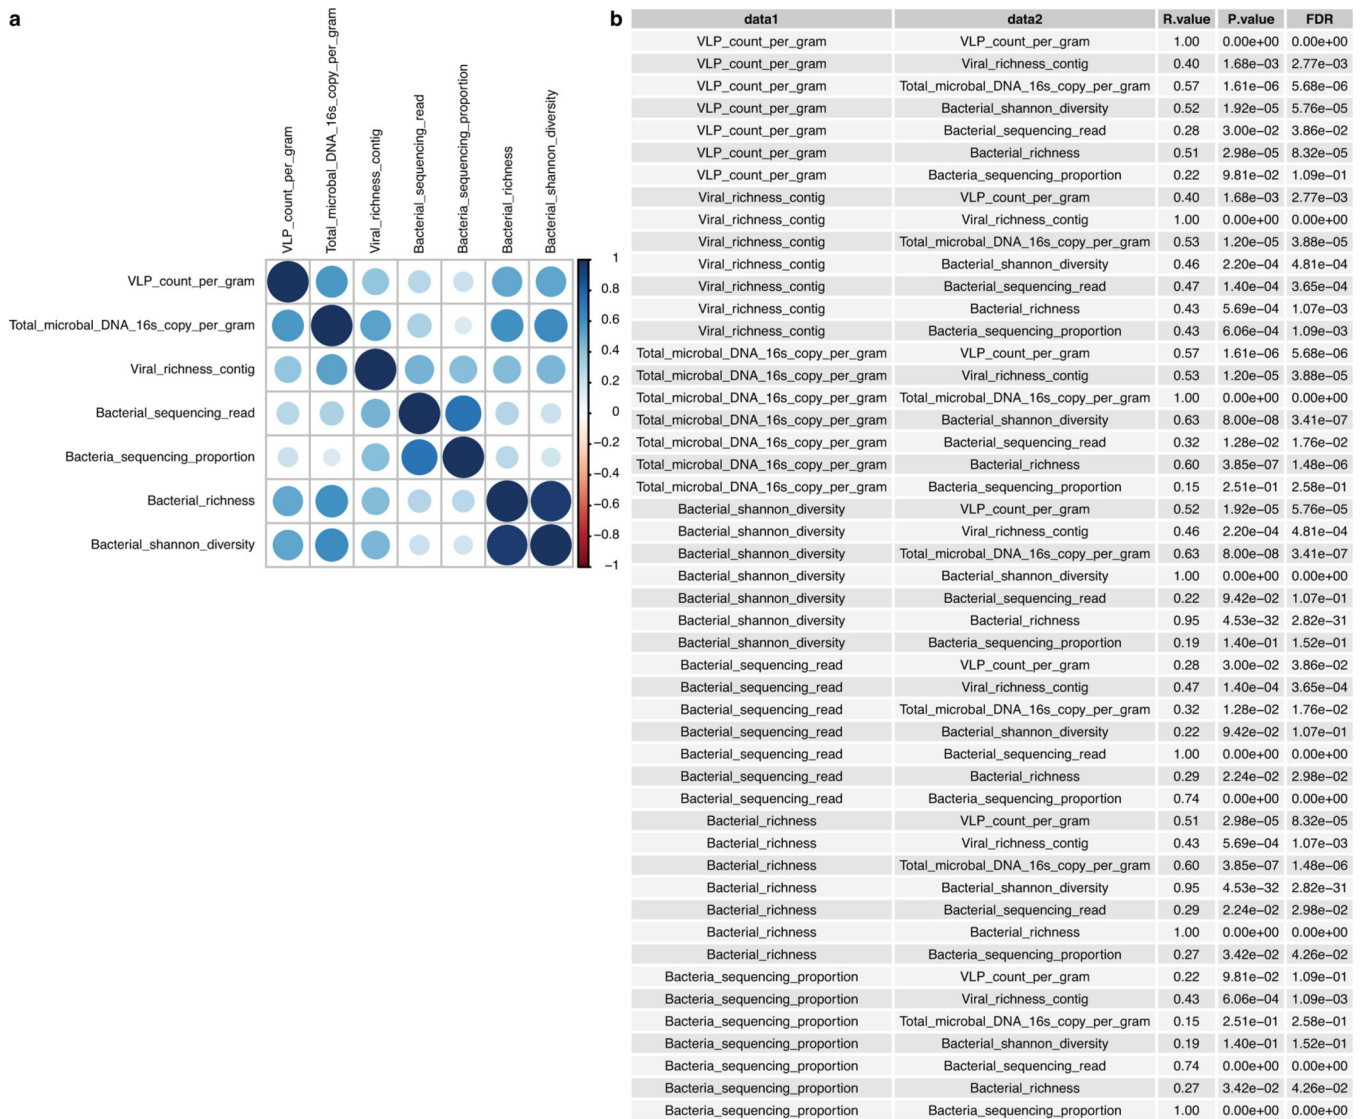 a
VLP_count_per_gram
Total_microbal_DNA_16s_copy_per_gram
Viral_richness_contig
Bacterial_sequencing_read
Bacteria_sequencing_proportion
Bacterial_richness
Bacterial_shannon_diversity
VLP_count_per_gram
Total_microbal_DNA_16s_copy_per_gram
Viral_richness_contig
Bacterial_sequencing_read
Bacteria_sequencing_proportion
Bacterial_richness
Bacterial_shannon_diversity
1
0.8
0.6
0.4
0.2
0
−0.2
−0.4
−0.6
−0.8
−1
b
data1 data2 R.value P.value FDR
VLP_count_per_gram VLP_count_per_gram 1.00 0.00e+00 0.00e+00
VLP_count_per_gram Viral_richness_contig 0.40 1.68e−03 2.77e−03
VLP_count_per_gram Total_microbal_DNA_16s_copy_per_gram 0.57 1.61e−06 5.68e−06
VLP_count_per_gram Bacterial_shannon_diversity 0.52 1.92e−05 5.76e−05
VLP_count_per_gram Bacterial_sequencing_read 0.28 3.00e−02 3.86e−02
VLP_count_per_gram Bacterial_richness 0.51 2.98e−05 8.32e−05
VLP_count_per_gram Bacteria_sequencing_proportion 0.22 9.81e−02 1.09e−01
Viral_richness_contig VLP_count_per_gram 0.40 1.68e−03 2.77e−03
Viral_richness_contig Viral_richness_contig 1.00 0.00e+00 0.00e+00
Viral_richness_contig Total_microbal_DNA_16s_copy_per_gram 0.53 1.20e−05 3.88e−05
Viral_richness_contig Bacterial_shannon_diversity 0.46 2.20e−04 4.81e−04
Viral_richness_contig Bacterial_sequencing_read 0.47 1.40e−04 3.65e−04
Viral_richness_contig Bacterial_richness 0.43 5.69e−04 1.07e−03
Viral_richness_contig Bacteria_sequencing_proportion 0.43 6.06e−04 1.09e−03
Total_microbal_DNA_16s_copy_per_gram VLP_count_per_gram 0.57 1.61e−06 5.68e−06
Total_microbal_DNA_16s_copy_per_gram Viral_richness_contig 0.53 1.20e−05 3.88e−05
Total_microbal_DNA_16s_copy_per_gram Total_microbal_DNA_16s_copy_per_gram 1.00 0.00e+00 0.00e+00
Total_microbal_DNA_16s_copy_per_gram Bacterial_shannon_diversity 0.63 8.00e−08 3.41e−07
Total_microbal_DNA_16s_copy_per_gram Bacterial_sequencing_read 0.32 1.28e−02 1.76e−02
Total_microbal_DNA_16s_copy_per_gram Bacterial_richness 0.60 3.85e−07 1.48e−06
Total_microbal_DNA_16s_copy_per_gram Bacteria_sequencing_proportion 0.15 2.51e−01 2.58e−01
Bacterial_shannon_diversity VLP_count_per_gram 0.52 1.92e−05 5.76e−05
Bacterial_shannon_diversity Viral_richness_contig 0.46 2.20e−04 4.81e−04
Bacterial_shannon_diversity Total_microbal_DNA_16s_copy_per_gram 0.63 8.00e−08 3.41e−07
Bacterial_shannon_diversity Bacterial_shannon_diversity 1.00 0.00e+00 0.00e+00
Bacterial_shannon_diversity Bacterial_sequencing_read 0.22 9.42e−02 1.07e−01
Bacterial_shannon_diversity Bacterial_richness 0.95 4.53e−32 2.82e−31
Bacterial_shannon_diversity Bacteria_sequencing_proportion 0.19 1.40e−01 1.52e−01
Bacterial_sequencing_read VLP_count_per_gram 0.28 3.00e−02 3.86e−02
Bacterial_sequencing_read Viral_richness_contig 0.47 1.40e−04 3.65e−04
Bacterial_sequencing_read Total_microbal_DNA_16s_copy_per_gram 0.32 1.28e−02 1.76e−02
Bacterial_sequencing_read Bacterial_shannon_diversity 0.22 9.42e−02 1.07e−01
Bacterial_sequencing_read Bacterial_sequencing_read 1.00 0.00e+00 0.00e+00
Bacterial_sequencing_read Bacterial_richness 0.29 2.24e−02 2.98e−02
Bacterial_sequencing_read Bacteria_sequencing_proportion 0.74 0.00e+00 0.00e+00
Bacterial_richness VLP_count_per_gram 0.51 2.98e−05 8.32e−05
Bacterial_richness Viral_richness_contig 0.43 5.69e−04 1.07e−03
Bacterial_richness Total_microbal_DNA_16s_copy_per_gram 0.60 3.85e−07 1.48e−06
Bacterial_richness Bacterial_shannon_diversity 0.95 4.53e−32 2.82e−31
Bacterial_richness Bacterial_sequencing_read 0.29 2.24e−02 2.98e−02
Bacterial_richness Bacterial_richness 1.00 0.00e+00 0.00e+00
Bacterial_richness Bacteria_sequencing_proportion 0.27 3.42e−02 4.26e−02
Bacteria_sequencing_proportion VLP_count_per_gram 0.22 9.81e−02 1.09e−01
Bacteria_sequencing_proportion Viral_richness_contig 0.43 6.06e−04 1.09e−03
Bacteria_sequencing_proportion Total_microbal_DNA_16s_copy_per_gram 0.15 2.51e−01 2.58e−01
Bacteria_sequencing_proportion Bacterial_shannon_diversity 0.19 1.40e−01 1.52e−01
Bacteria_sequencing_proportion Bacterial_sequencing_read 0.74 0.00e+00 0.00e+00
Bacteria_sequencing_proportion Bacterial_richness 0.27 3.42e−02 4.26e−02
Bacteria_sequencing_proportion Bacteria_sequencing_proportion 1.00 0.00e+00 0.00e+00